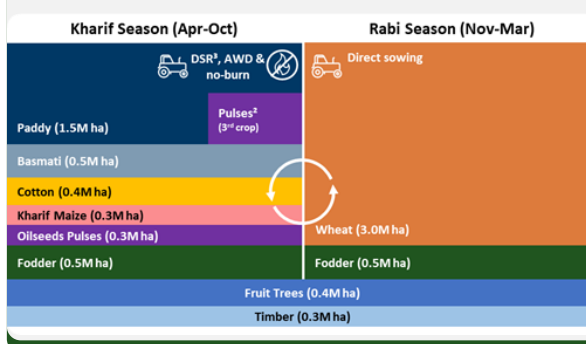 Kharif Season (Apr-Oct)
Rabi Season (Nov-Mar)
DSR³, AWD &
no-burn
Direct sowing
Pulses²
(3rd crop)
Paddy (1.5M ha)
Basmati (0.5M ha)
Cotton (0.4M ha)
Kharif Maize (0.3M ha)
Oilseeds Pulses (0.3M ha)
Wheat (3.0M ha)
Fodder (0.5M ha)
Fodder (0.5M ha)
Fruit Trees (0.4M ha)
Timber (0.3M ha)